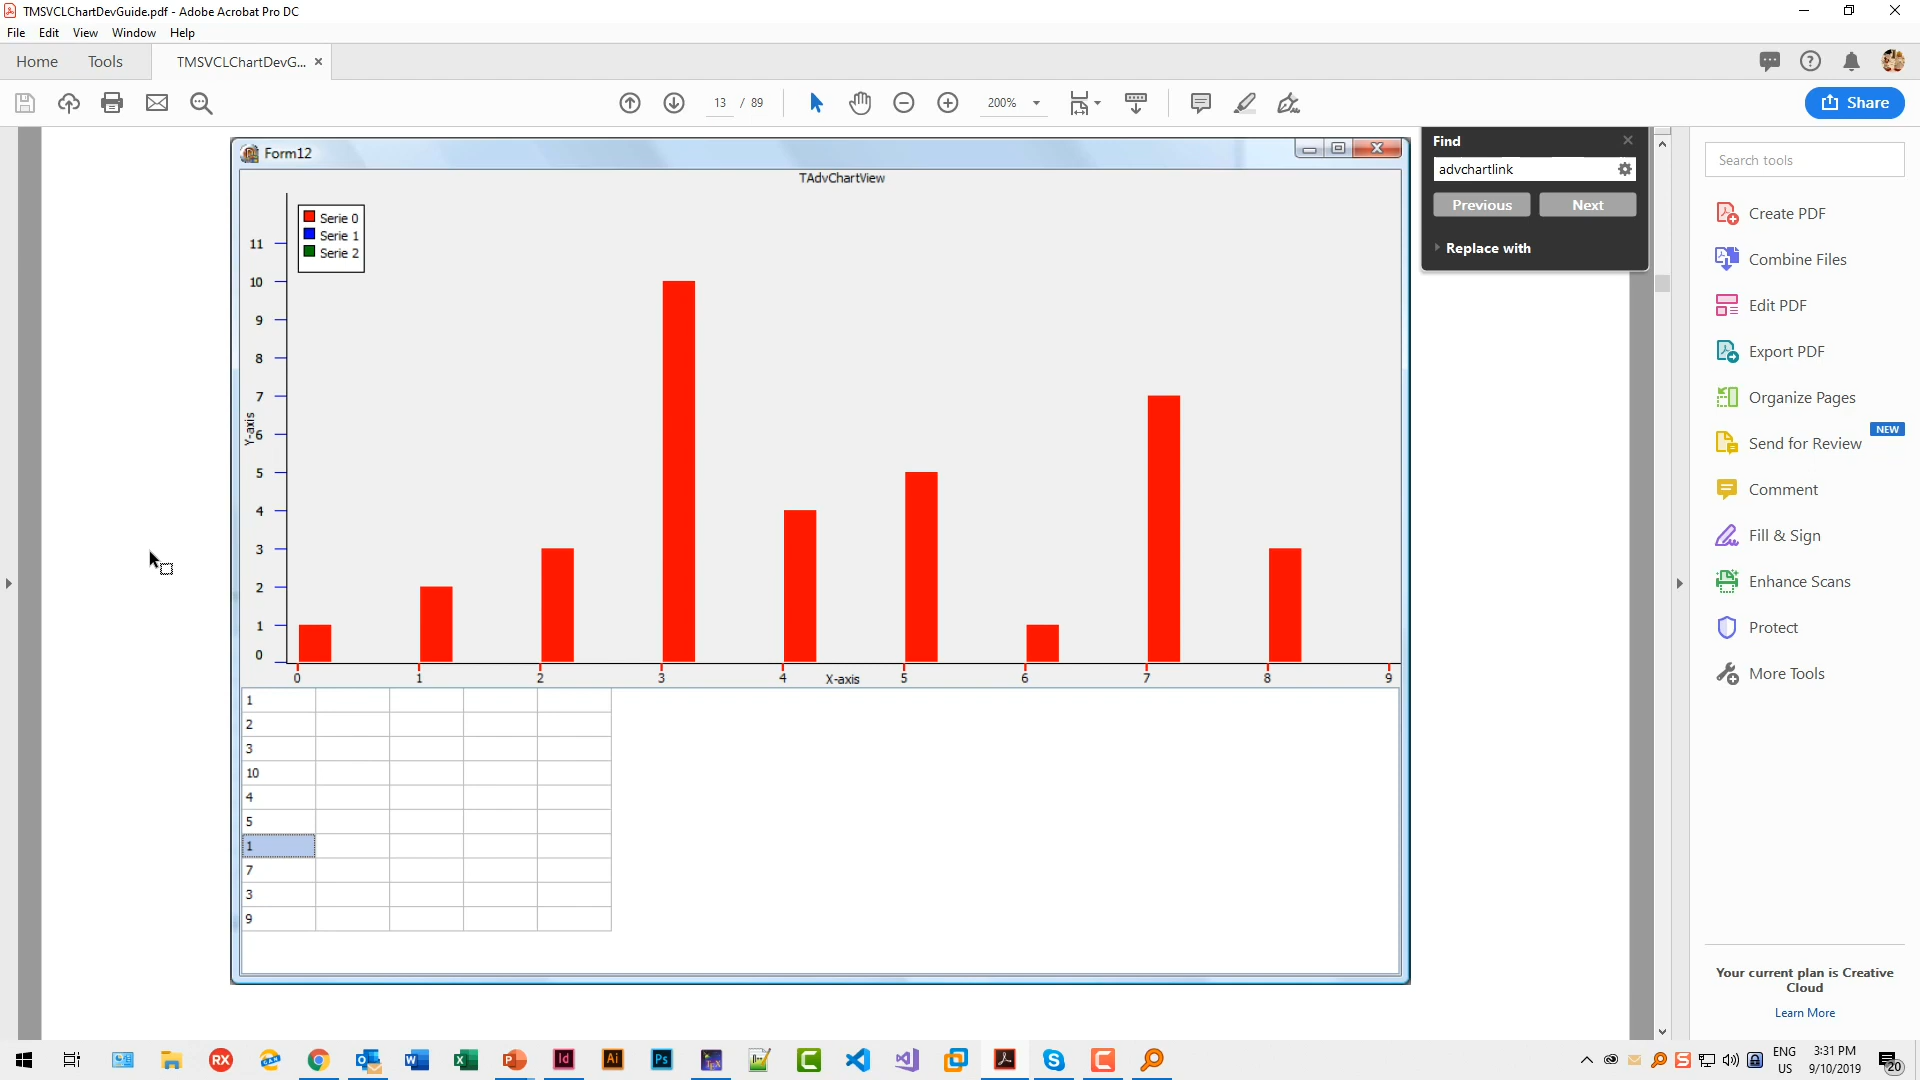 TMSVCLChartDevGuide.pdf - Adobe Acrobat Pro DC
File Edit View Window Help
Home Tools TMSVCLChartDevG... ×
13 / 89 200% Share
Form12
TAdvChartView
Serie 0
Serie 1
Serie 2
11
10
9
8
7
6
5
4
3
2
1
0
Y-axis
0 1 2 3 4 5 6 7 8 9
X-axis
1
2
3
10
4
5
1
7
3
9
Find
advchartlink
Previous Next
Replace with
Search tools
Create PDF
Combine Files
Edit PDF
Export PDF
Organize Pages
Send for Review NEW
Comment
Fill & Sign
Enhance Scans
Protect
More Tools
Your current plan is Creative
Cloud
Learn More
RX Id Ai Ps
ENG
US
3:31 PM
9/10/2019
20